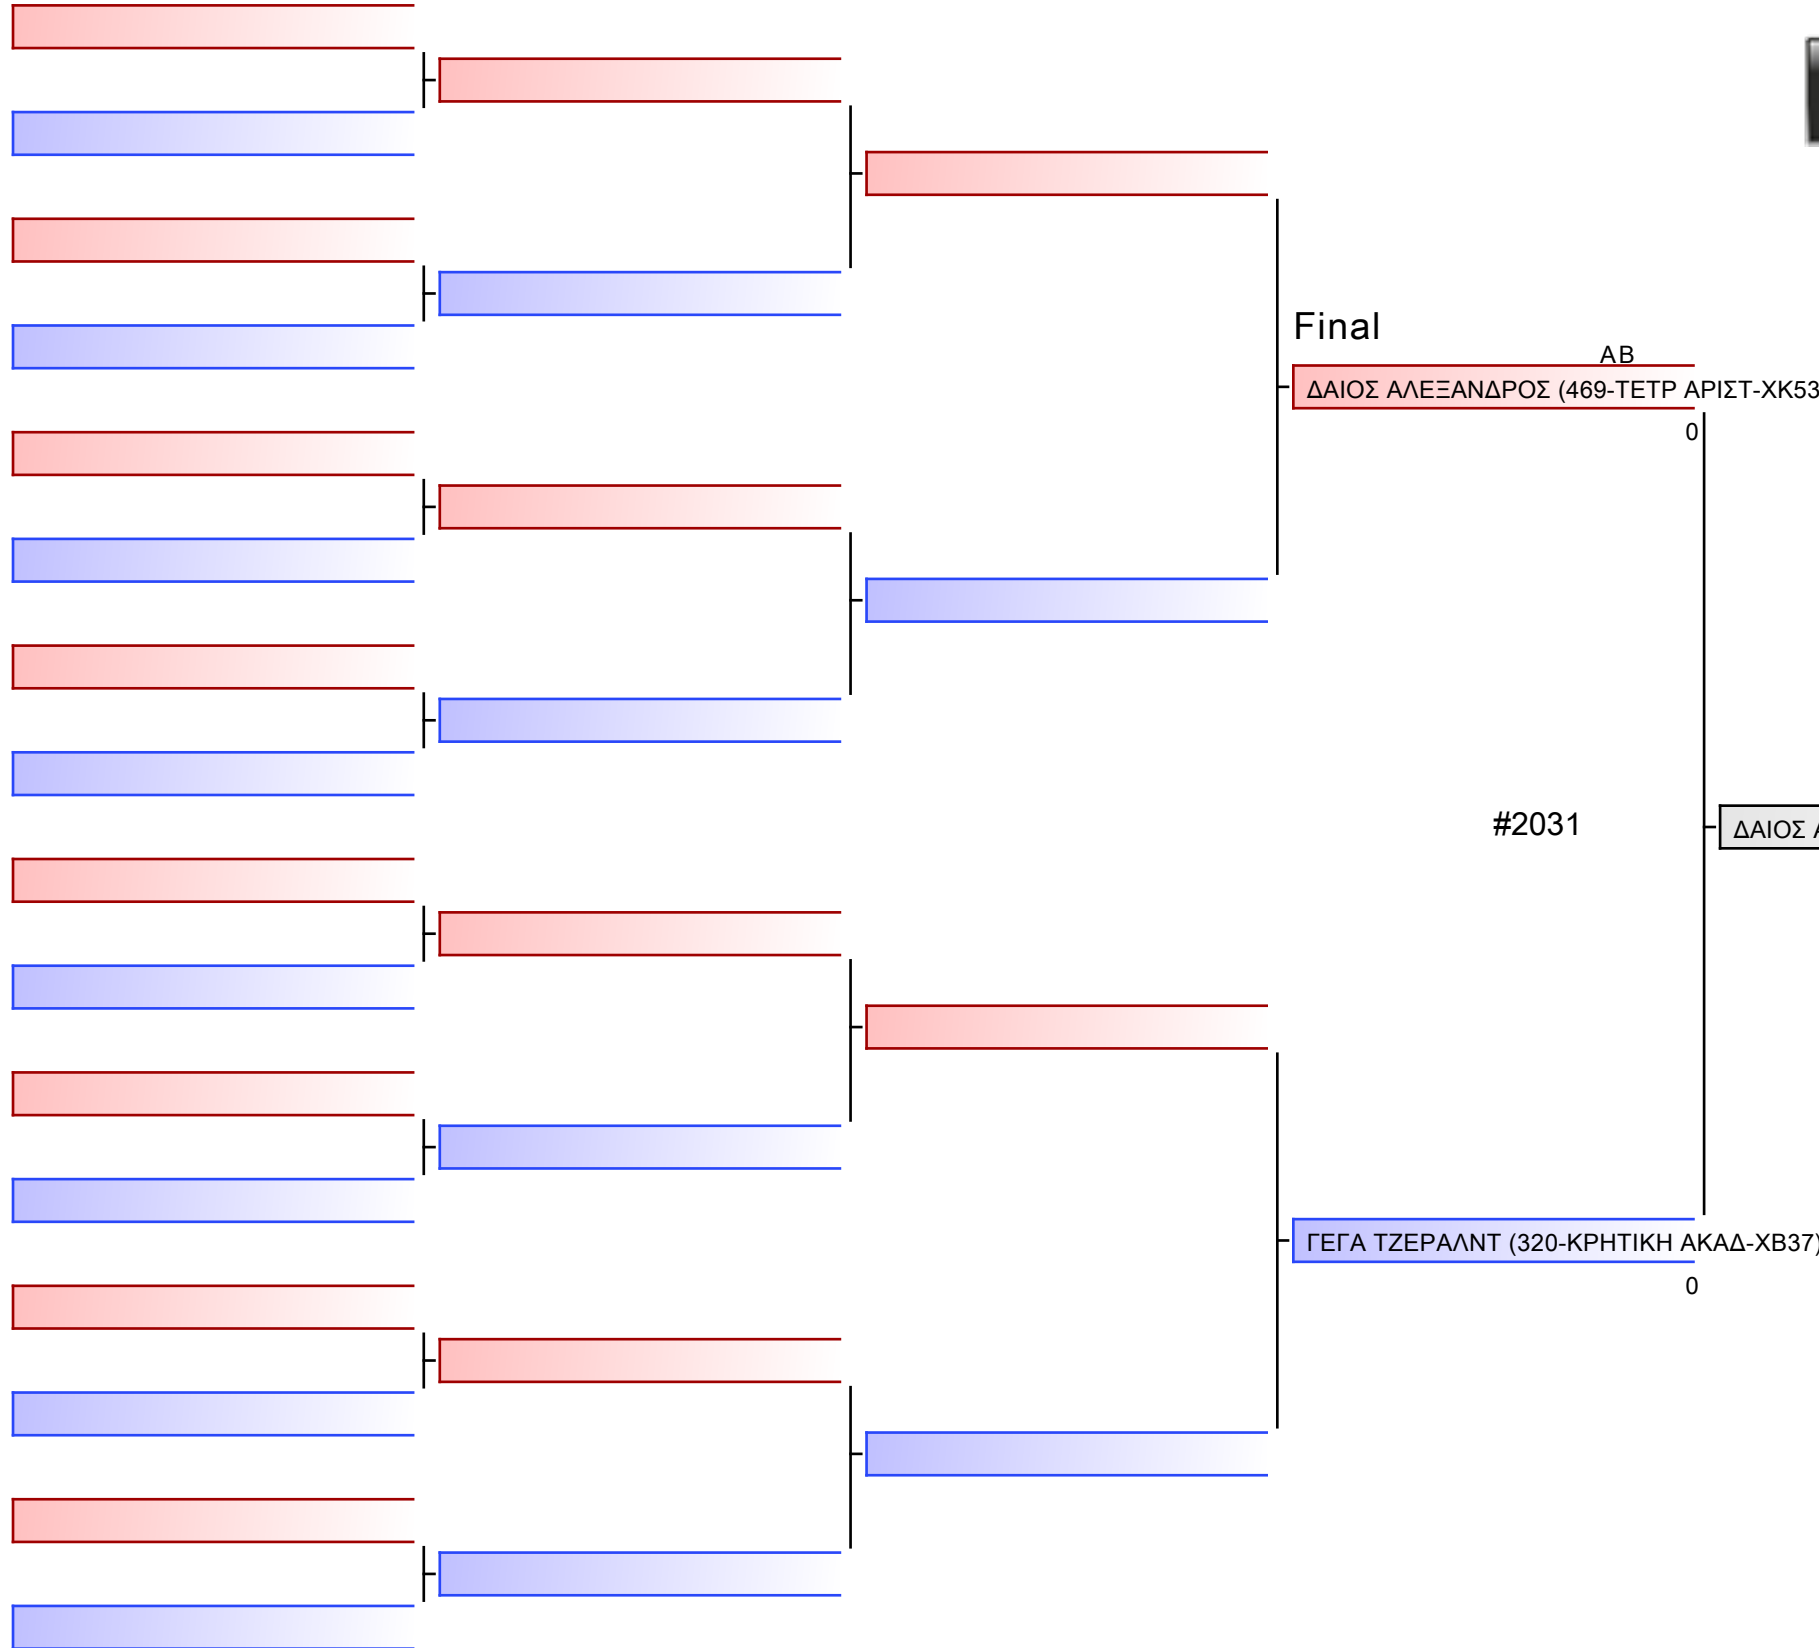 Final
AB
ΔΑΙΟΣ ΑΛΕΞΑΝΔΡΟΣ (469-ΤΕΤΡ ΑΡΙΣΤ-ΧΚ53
0
#2031
ΔΑΙΟΣ
ΓΕΓΑ ΤΖΕΡΑΛΝΤ (320-ΚΡΗΤΙΚΗ ΑΚΑΔ-ΧΒ37)
0